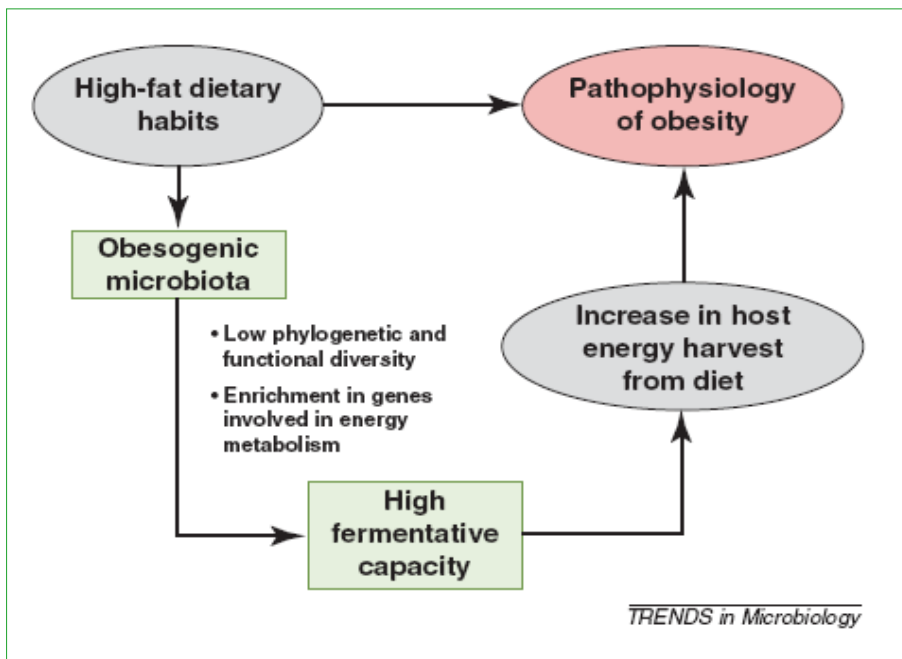 High-fat dietary
habits
Pathophysiology
of obesity
Obesogenic
microbiota
• Low phylogenetic and
functional diversity
• Enrichment in genes
involved in energy
metabolism
Increase in host
energy harvest
from diet
High
fermentative
capacity
TRENDS in Microbiology